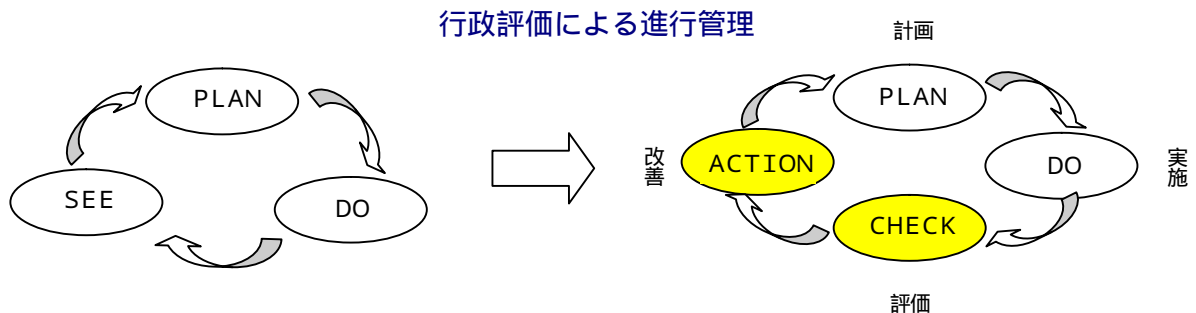 行政評価による進行管理
PLAN
SEE
DO
計画
PLAN
改善
ACTION
DO
実施
CHECK
評価